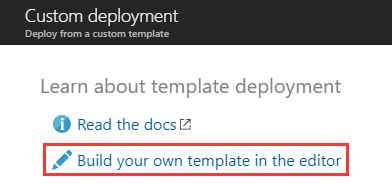 Custom deployment
Deploy from a custom template
Learn about template deployment
Read the docs
Build your own template in the editor